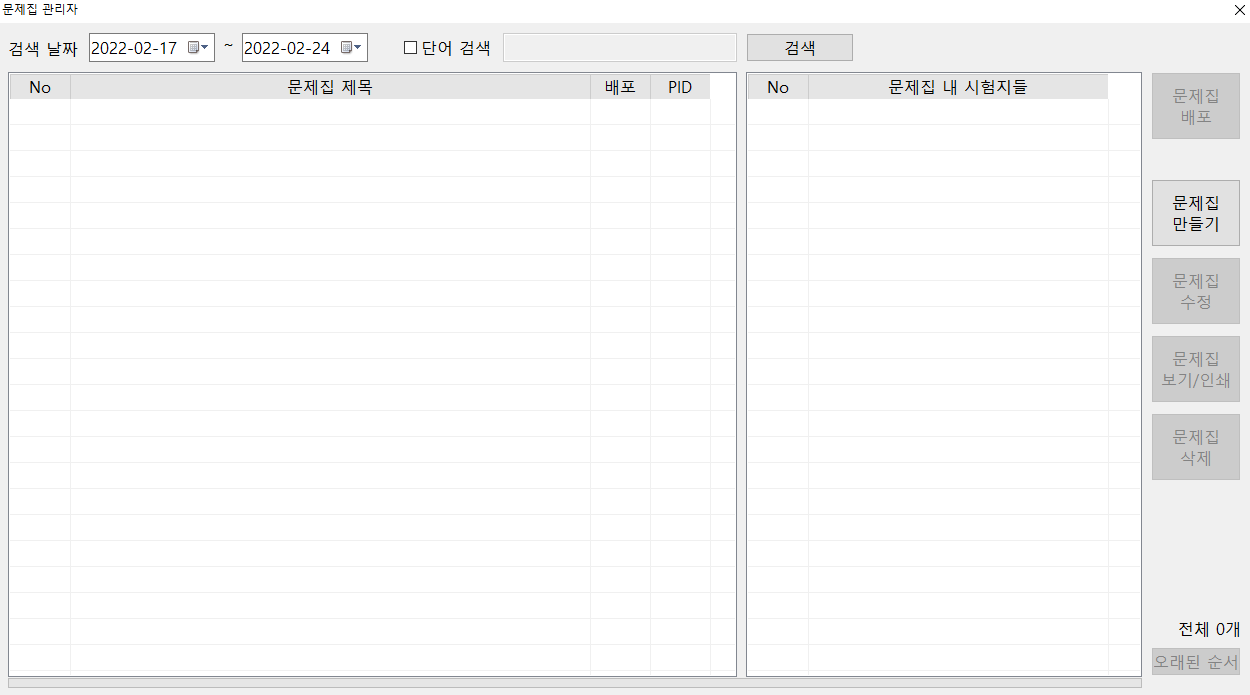 문제집 관리자
검색 날짜 2022-02-17 ~ 2022-02-24 단어 검색 검색
No 문제집 제목 배포 PID
No 문제집 내 시험지들
문제집
배포
문제집
만들기
문제집
수정
문제집
보기/인쇄
문제집
삭제
전체 0개
오래된 순서